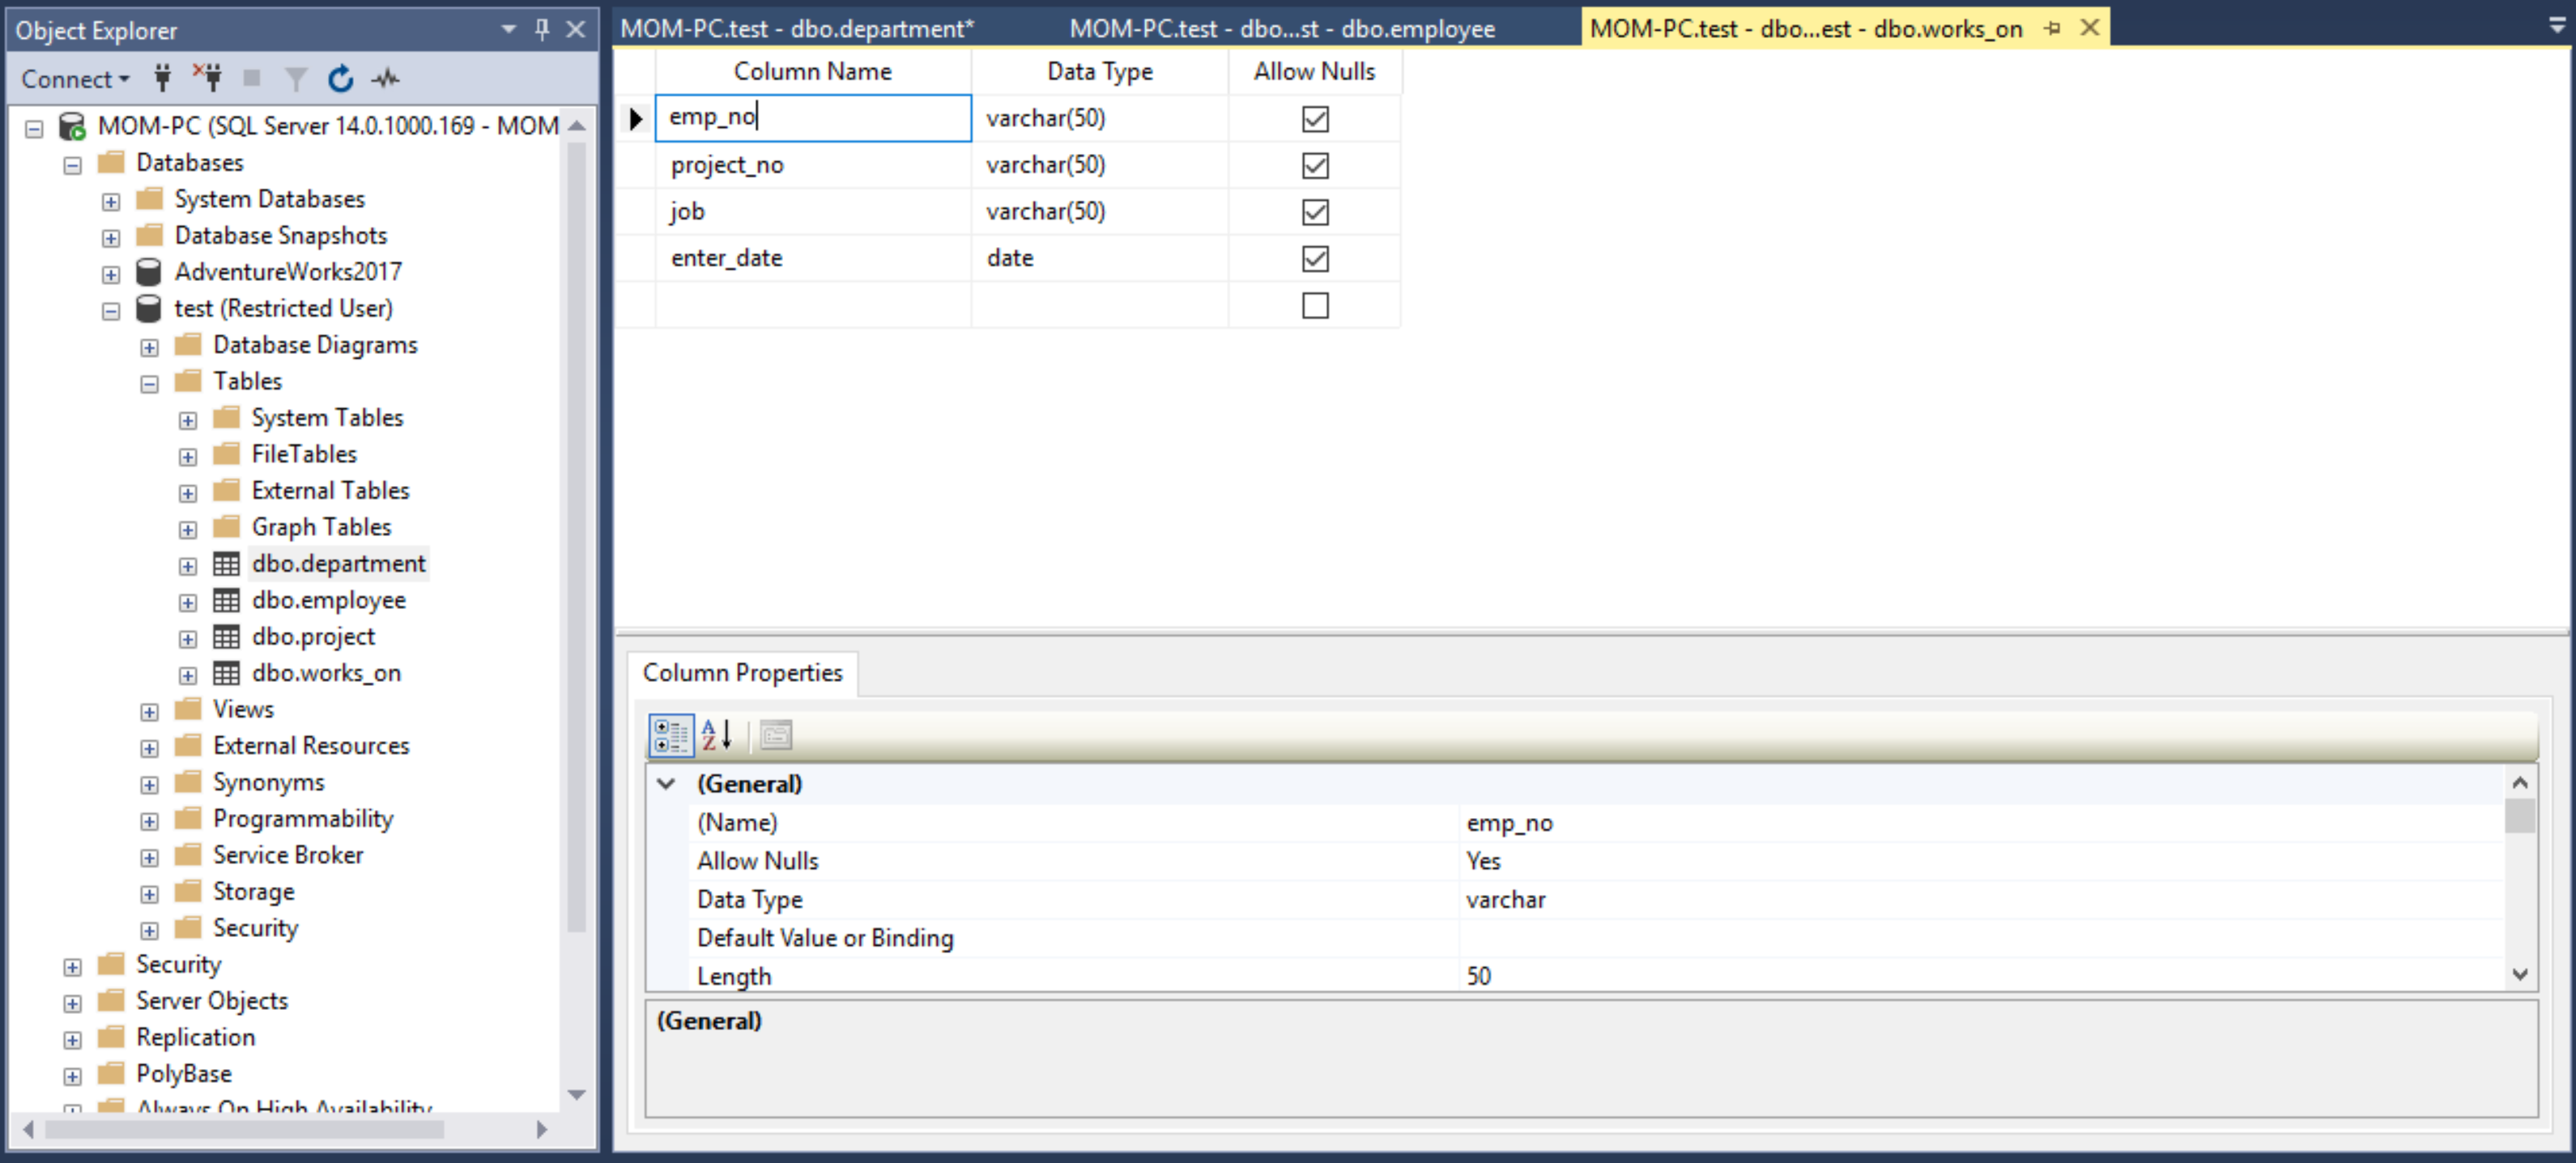 Object Explorer
Connect
MOM-PC (SQL Server 14.0.1000.169 - MOM
Databases
System Databases
Database Snapshots
AdventureWorks2017
test (Restricted User)
Database Diagrams
Tables
System Tables
FileTables
External Tables
Graph Tables
dbo.department
dbo.employee
dbo.project
dbo.works_on
Views
External Resources
Synonyms
Programmability
Service Broker
Storage
Security
Security
Server Objects
Replication
PolyBase
Always On High Availability
MOM-PC.test - dbo.department* MOM-PC.test - dbo...st - dbo.employee MOM-PC.test - dbo...est - dbo.works_on
Column Name Data Type Allow Nulls
emp_no varchar(50)
project_no varchar(50)
job varchar(50)
enter_date date
Column Properties
A
Z
(General)
(Name) emp_no
Allow Nulls Yes
Data Type varchar
Default Value or Binding
Length 50
(General)